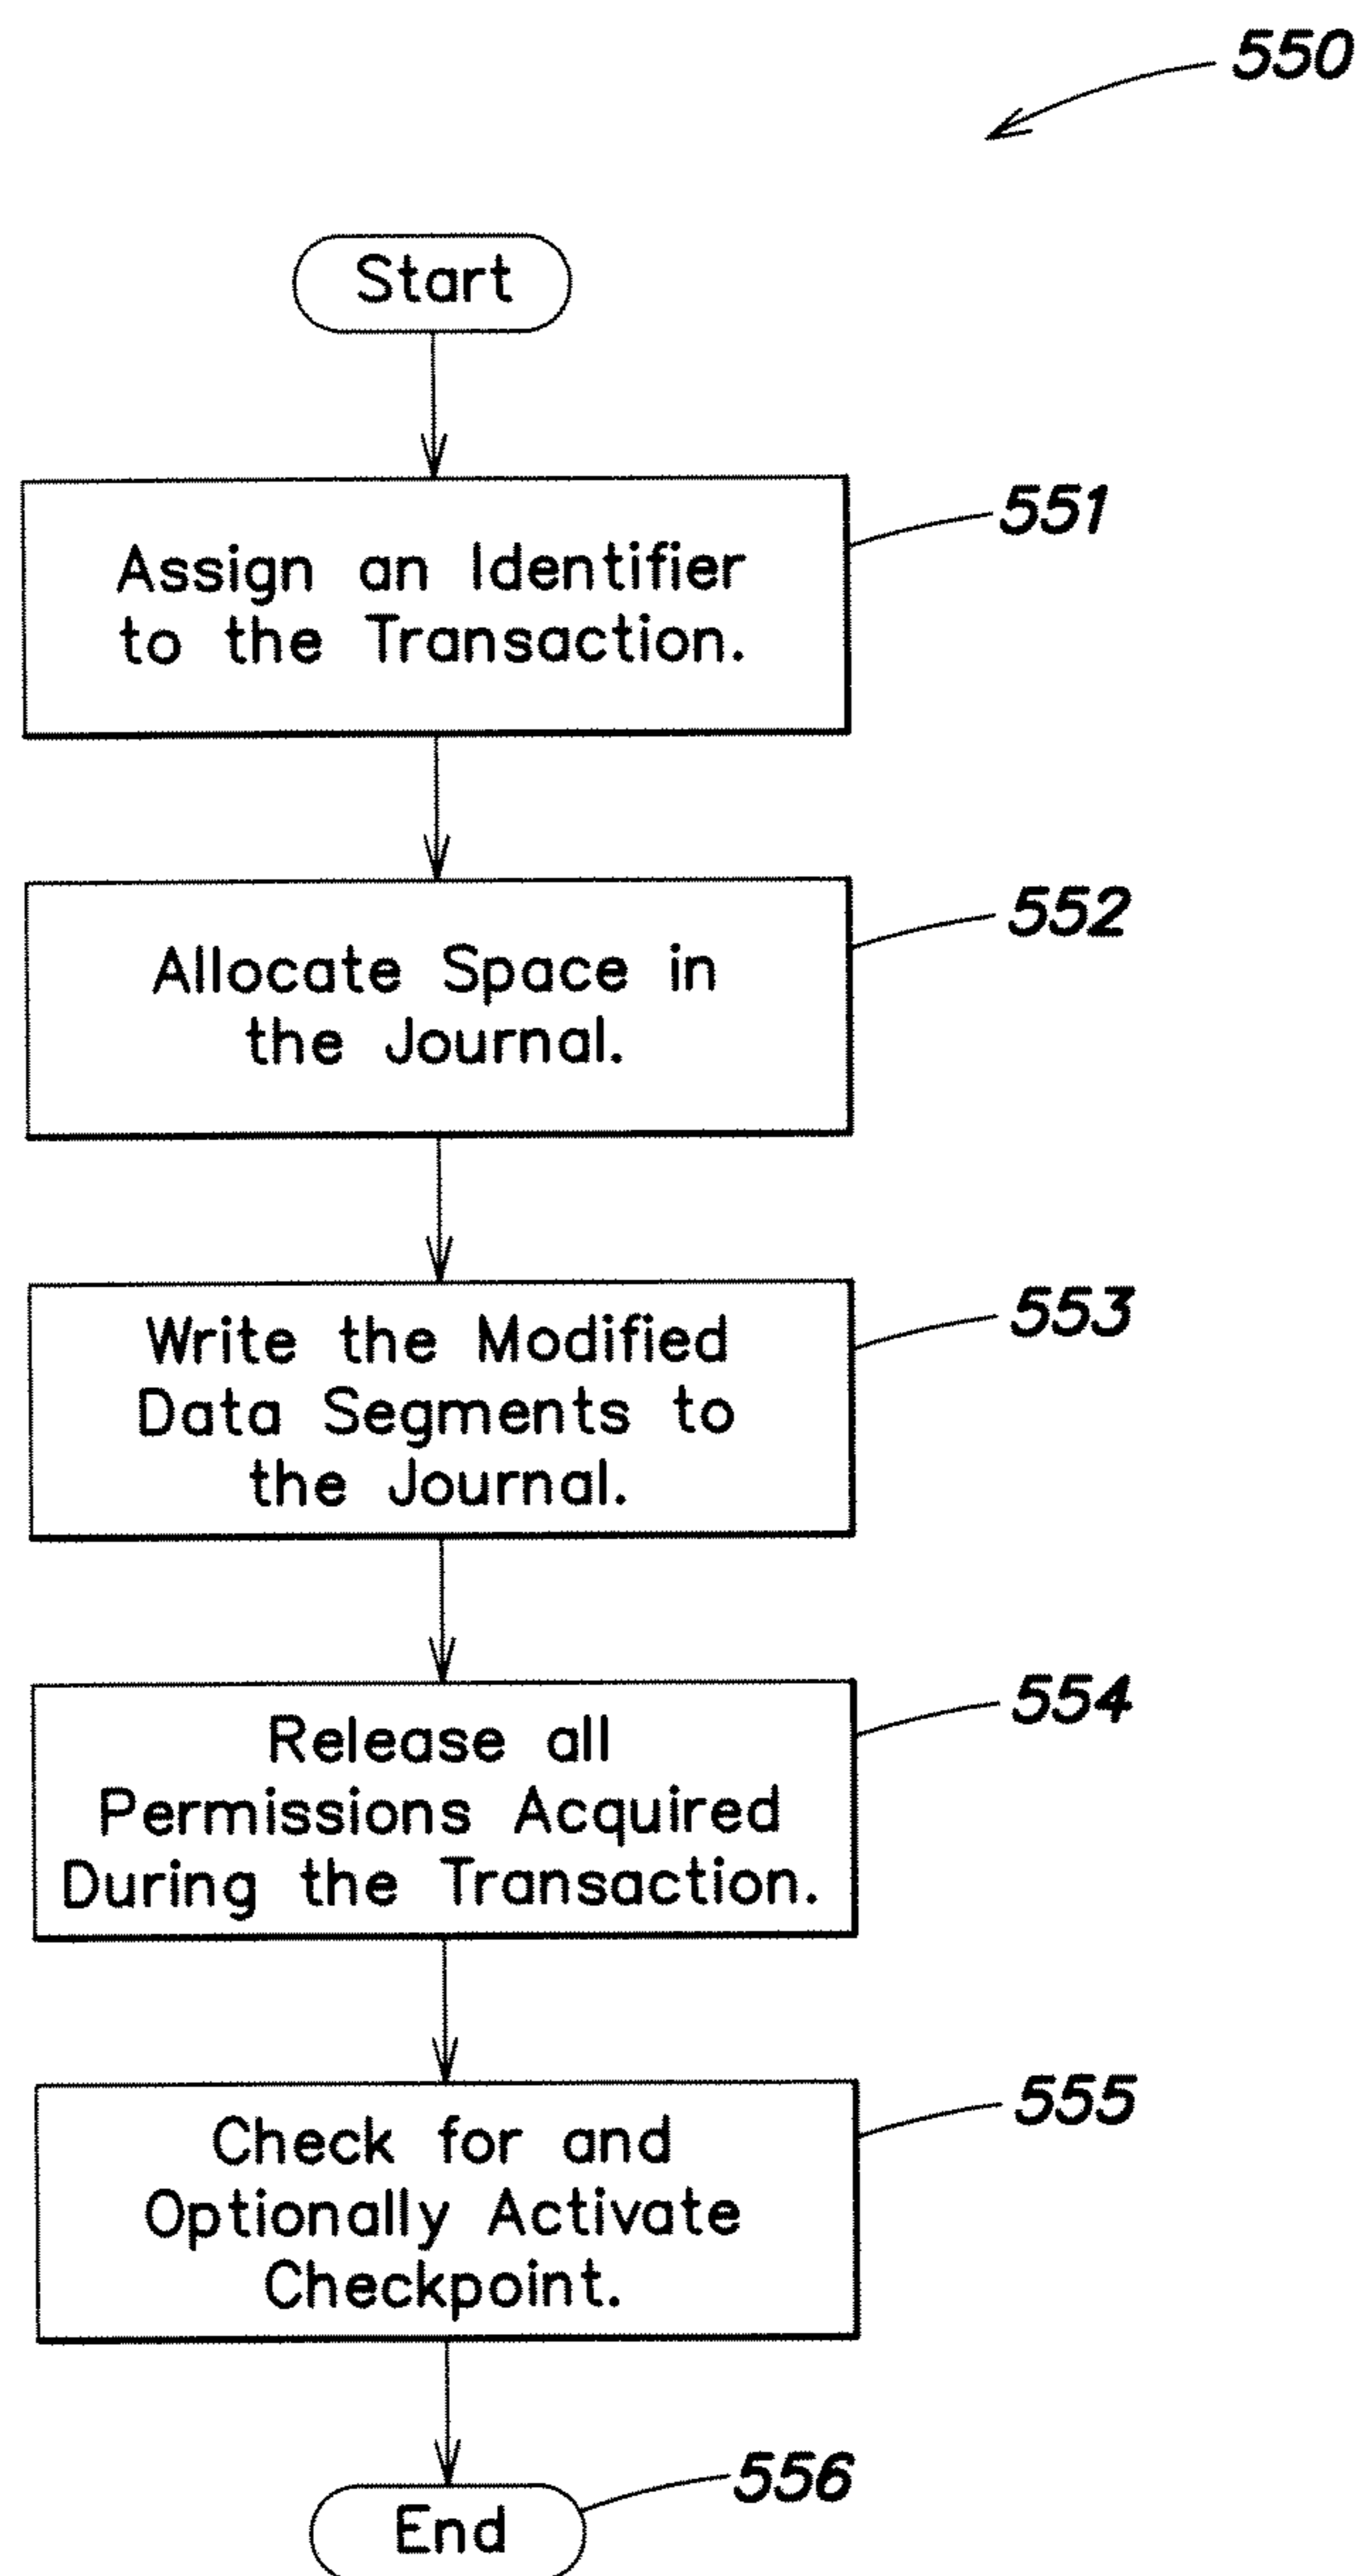 550
Start
Assign an Identifier
to the Transaction.
551
Allocate Space in
the Journal.
552
Write the Modified
Data Segments to
the Journal.
553
Release all
Permissions Acquired
During the Transaction.
554
Check for and
Optionally Activate
Checkpoint.
555
End
556